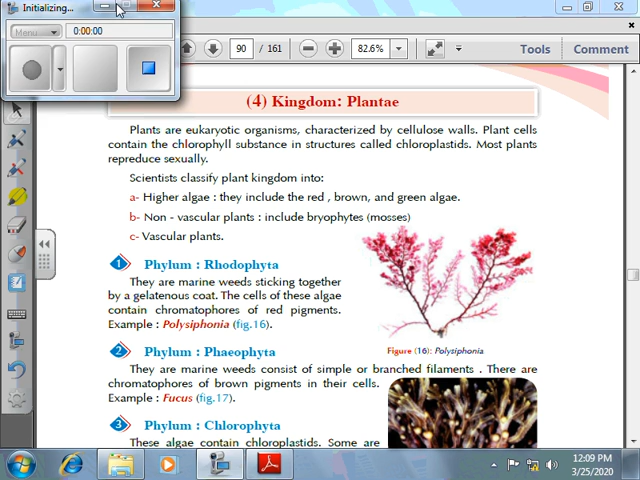 Initializing...
Menu
0:00:00
90 / 161
82.6%
Tools
Comment
(4) Kingdom: Plantae
Plants are eukaryotic organisms, characterized by cellulose walls. Plant cells
contain the chlorophyll substance in structures called chloroplastids. Most plants
reproduce sexually.
Scientists classify plant kingdom into:
a- Higher algae : they include the red , brown, and green algae.
b- Non - vascular plants : include bryophytes (mosses)
c- Vascular plants.
1 Phylum : Rhodophyta
They are marine weeds sticking together
by a gelatenous coat. The cells of these algae
contain chromatophores of red pigments.
Example : Polysiphonia (fig.16).
Figure (16): Polysiphonia
2 Phylum : Phaeophyta
They are marine weeds consist of simple or branched filaments . There are
chromatophores of brown pigments in their cells.
Example : Fucus (fig.17).
3 Phylum : Chlorophyta
These algae contain chloroplastids. Some are
12:09 PM
3/25/2020